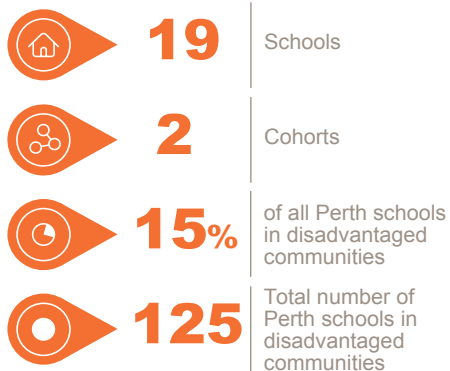 19
Schools
2
Cohorts
15%
of all Perth schools
in disadvantaged
communities
125
Total number of
Perth schools in
disadvantaged
communities